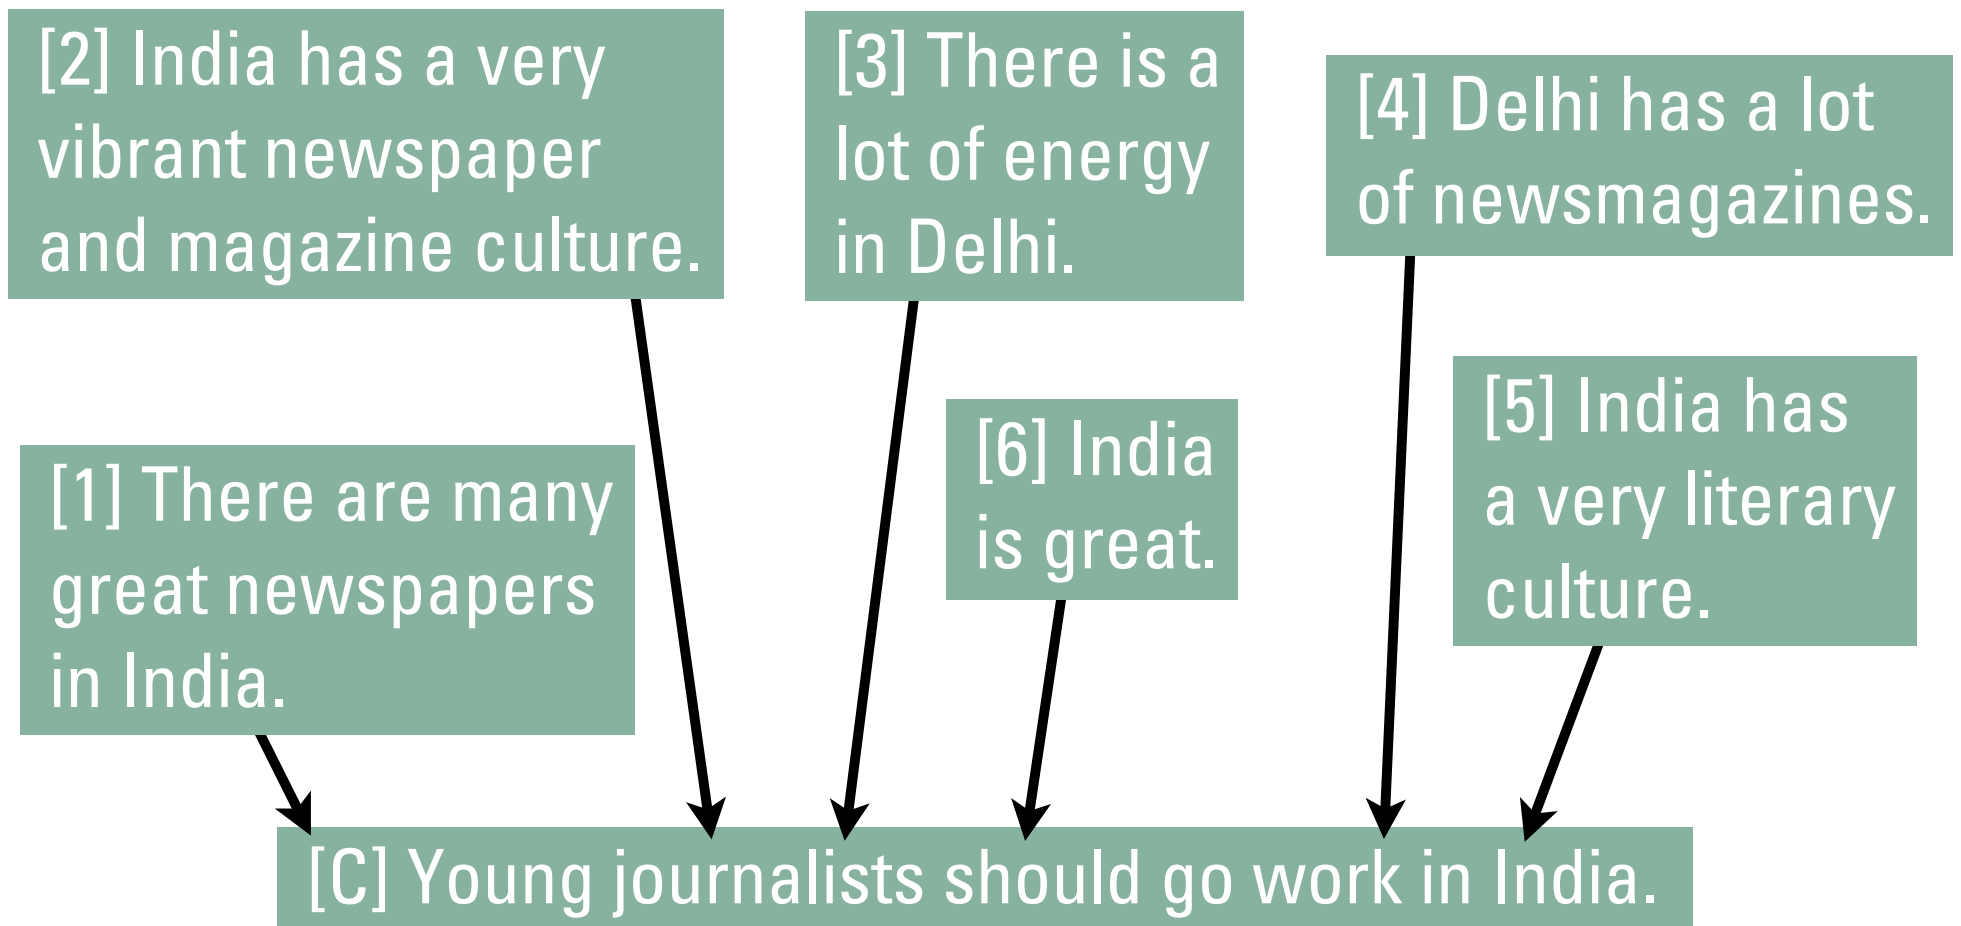 [2] India has a very
vibrant newspaper
and magazine culture.
[3] There is a
lot of energy
in Delhi.
[4] Delhi has a lot
of newsmagazines.
[1] There are many
great newspapers
in India.
[6] India
is great.
[5] India has
a very literary
culture.
[C] Young journalists should go work in India.